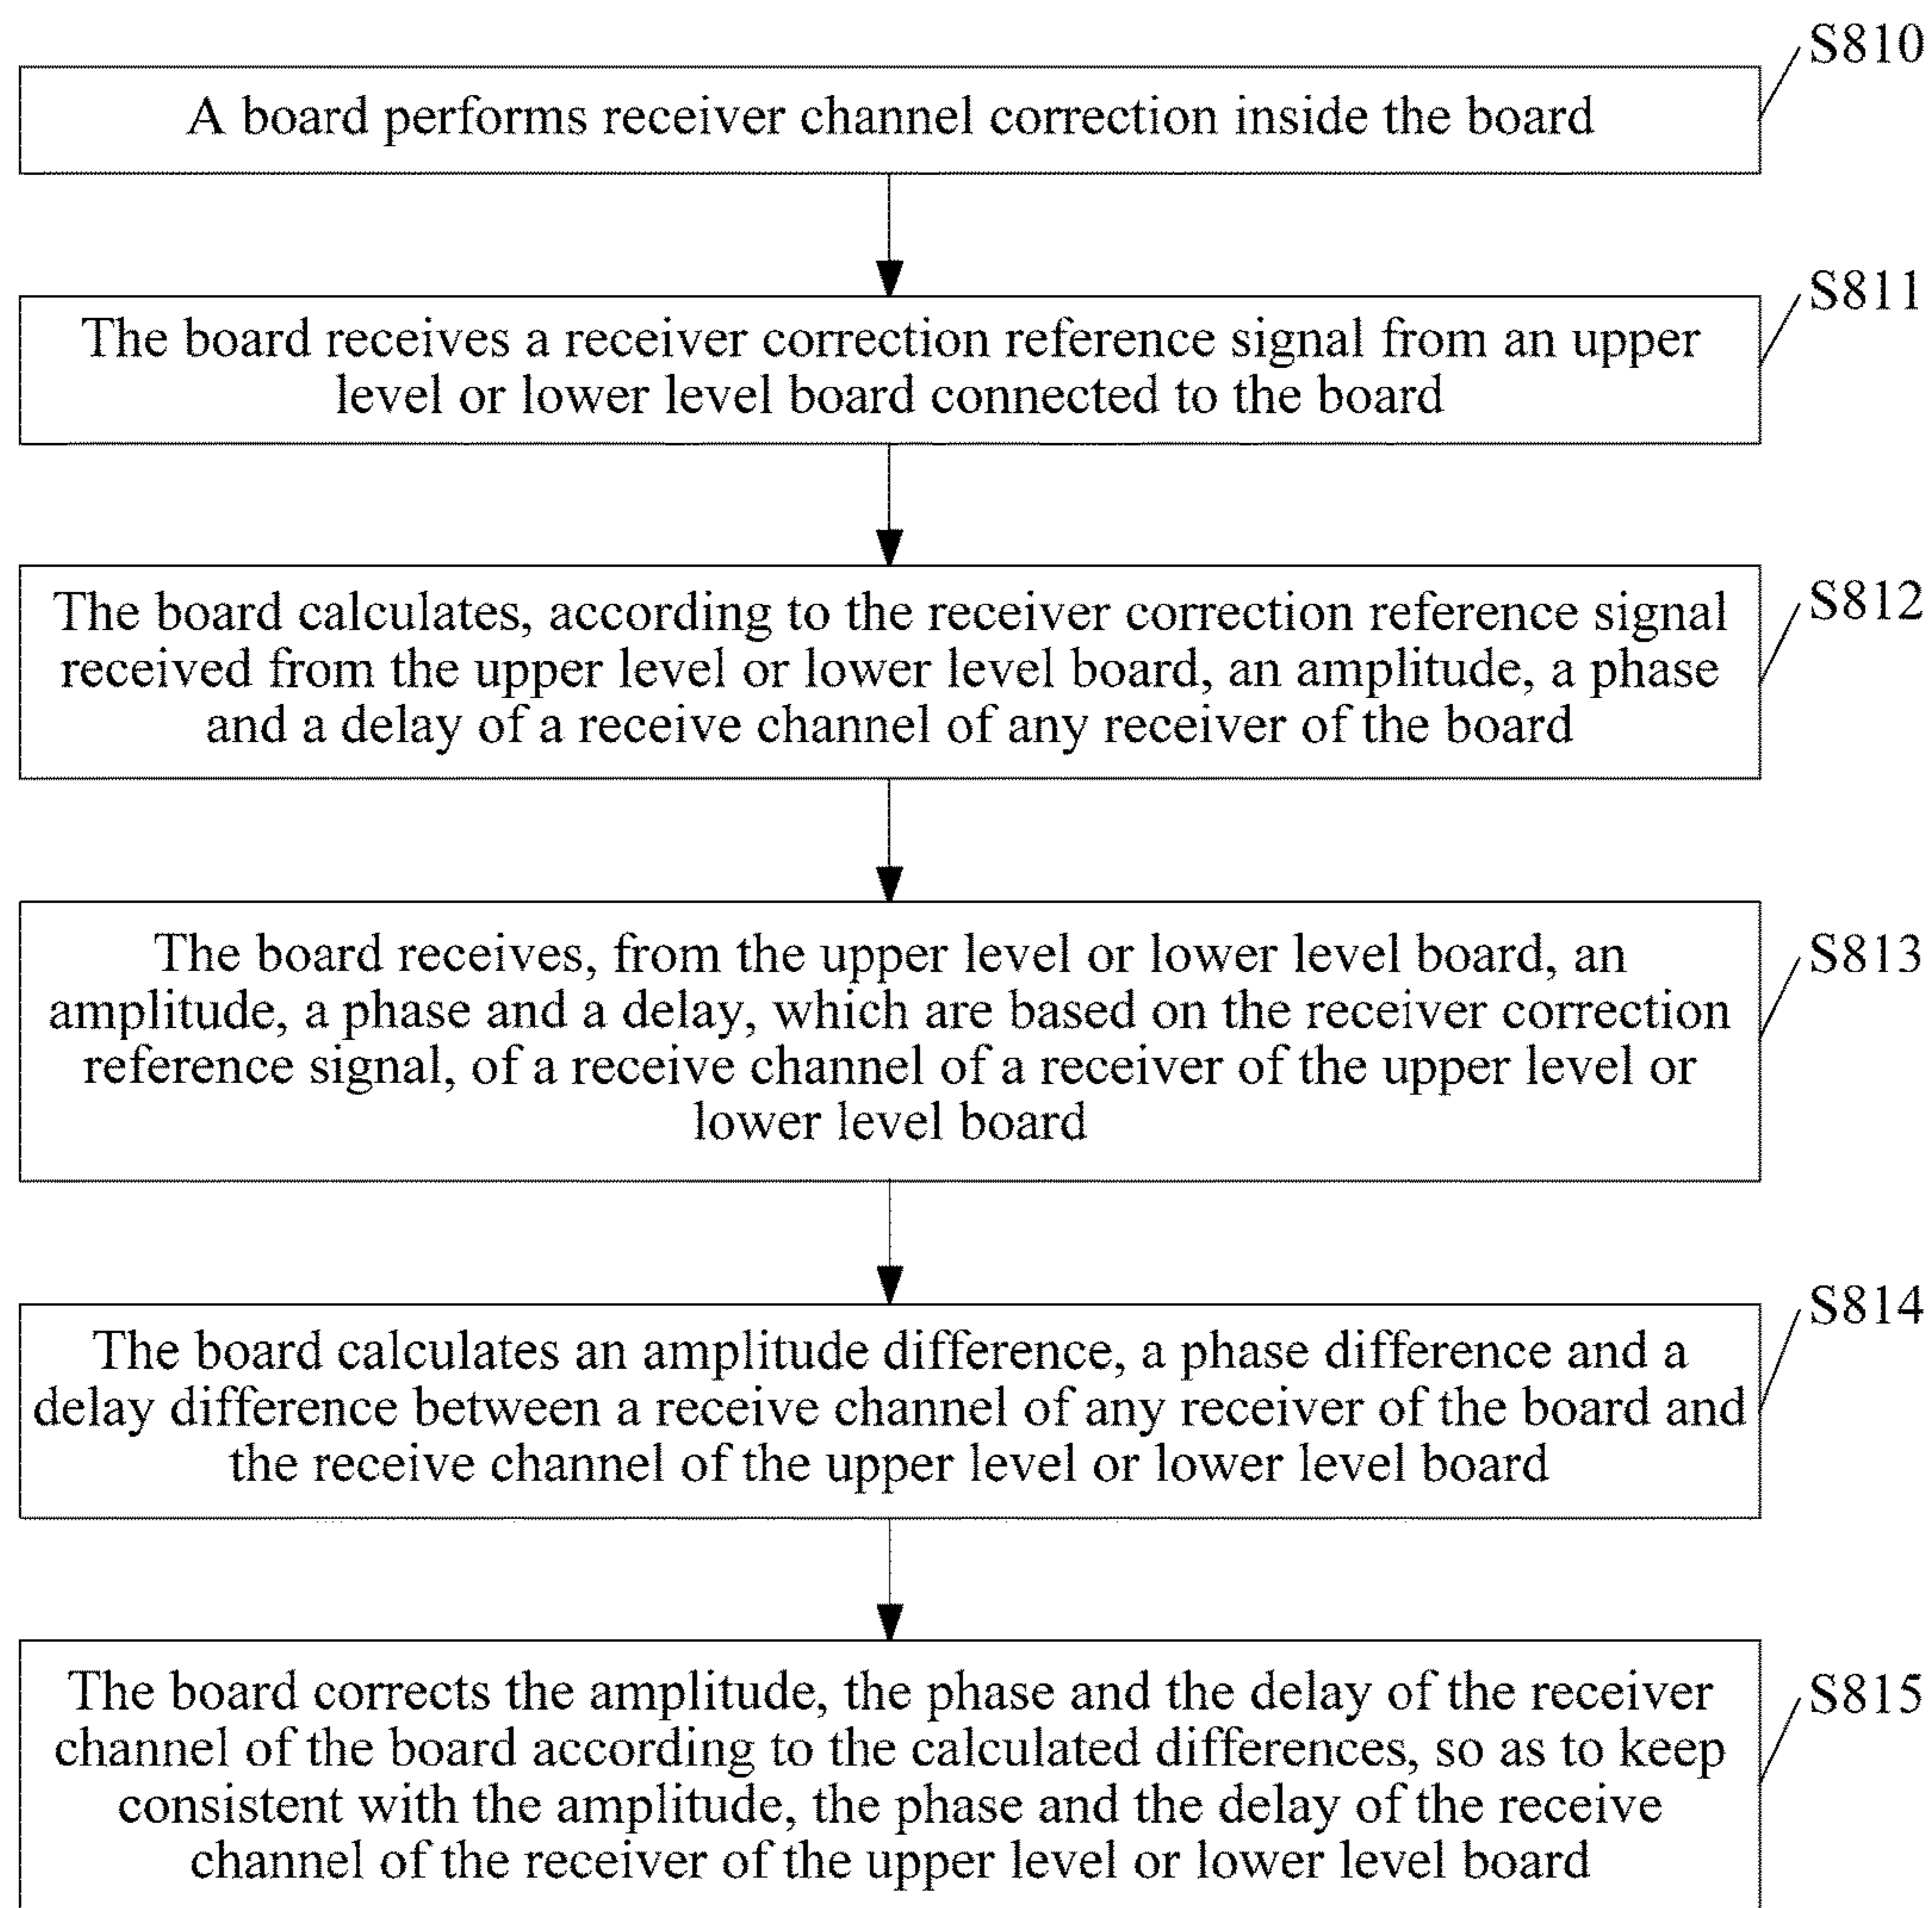 S810
A board performs receiver channel correction inside the board
S811
The board receives a receiver correction reference signal from an upper
level or lower level board connected to the board
S812
The board calculates, according to the receiver correction reference signal
received from the upper level or lower level board, an amplitude, a phase
and a delay of a receive channel of any receiver of the board
S813
The board receives, from the upper level or lower level board, an
amplitude, a phase and a delay, which are based on the receiver correction
reference signal, of a receive channel of a receiver of the upper level or
lower level board
S814
The board calculates an amplitude difference, a phase difference and a
delay difference between a receive channel of any receiver of the board and
the receive channel of the upper level or lower level board
S815
The board corrects the amplitude, the phase and the delay of the receiver
channel of the board according to the calculated differences, so as to keep
consistent with the amplitude, the phase and the delay of the receive
channel of the receiver of the upper level or lower level board